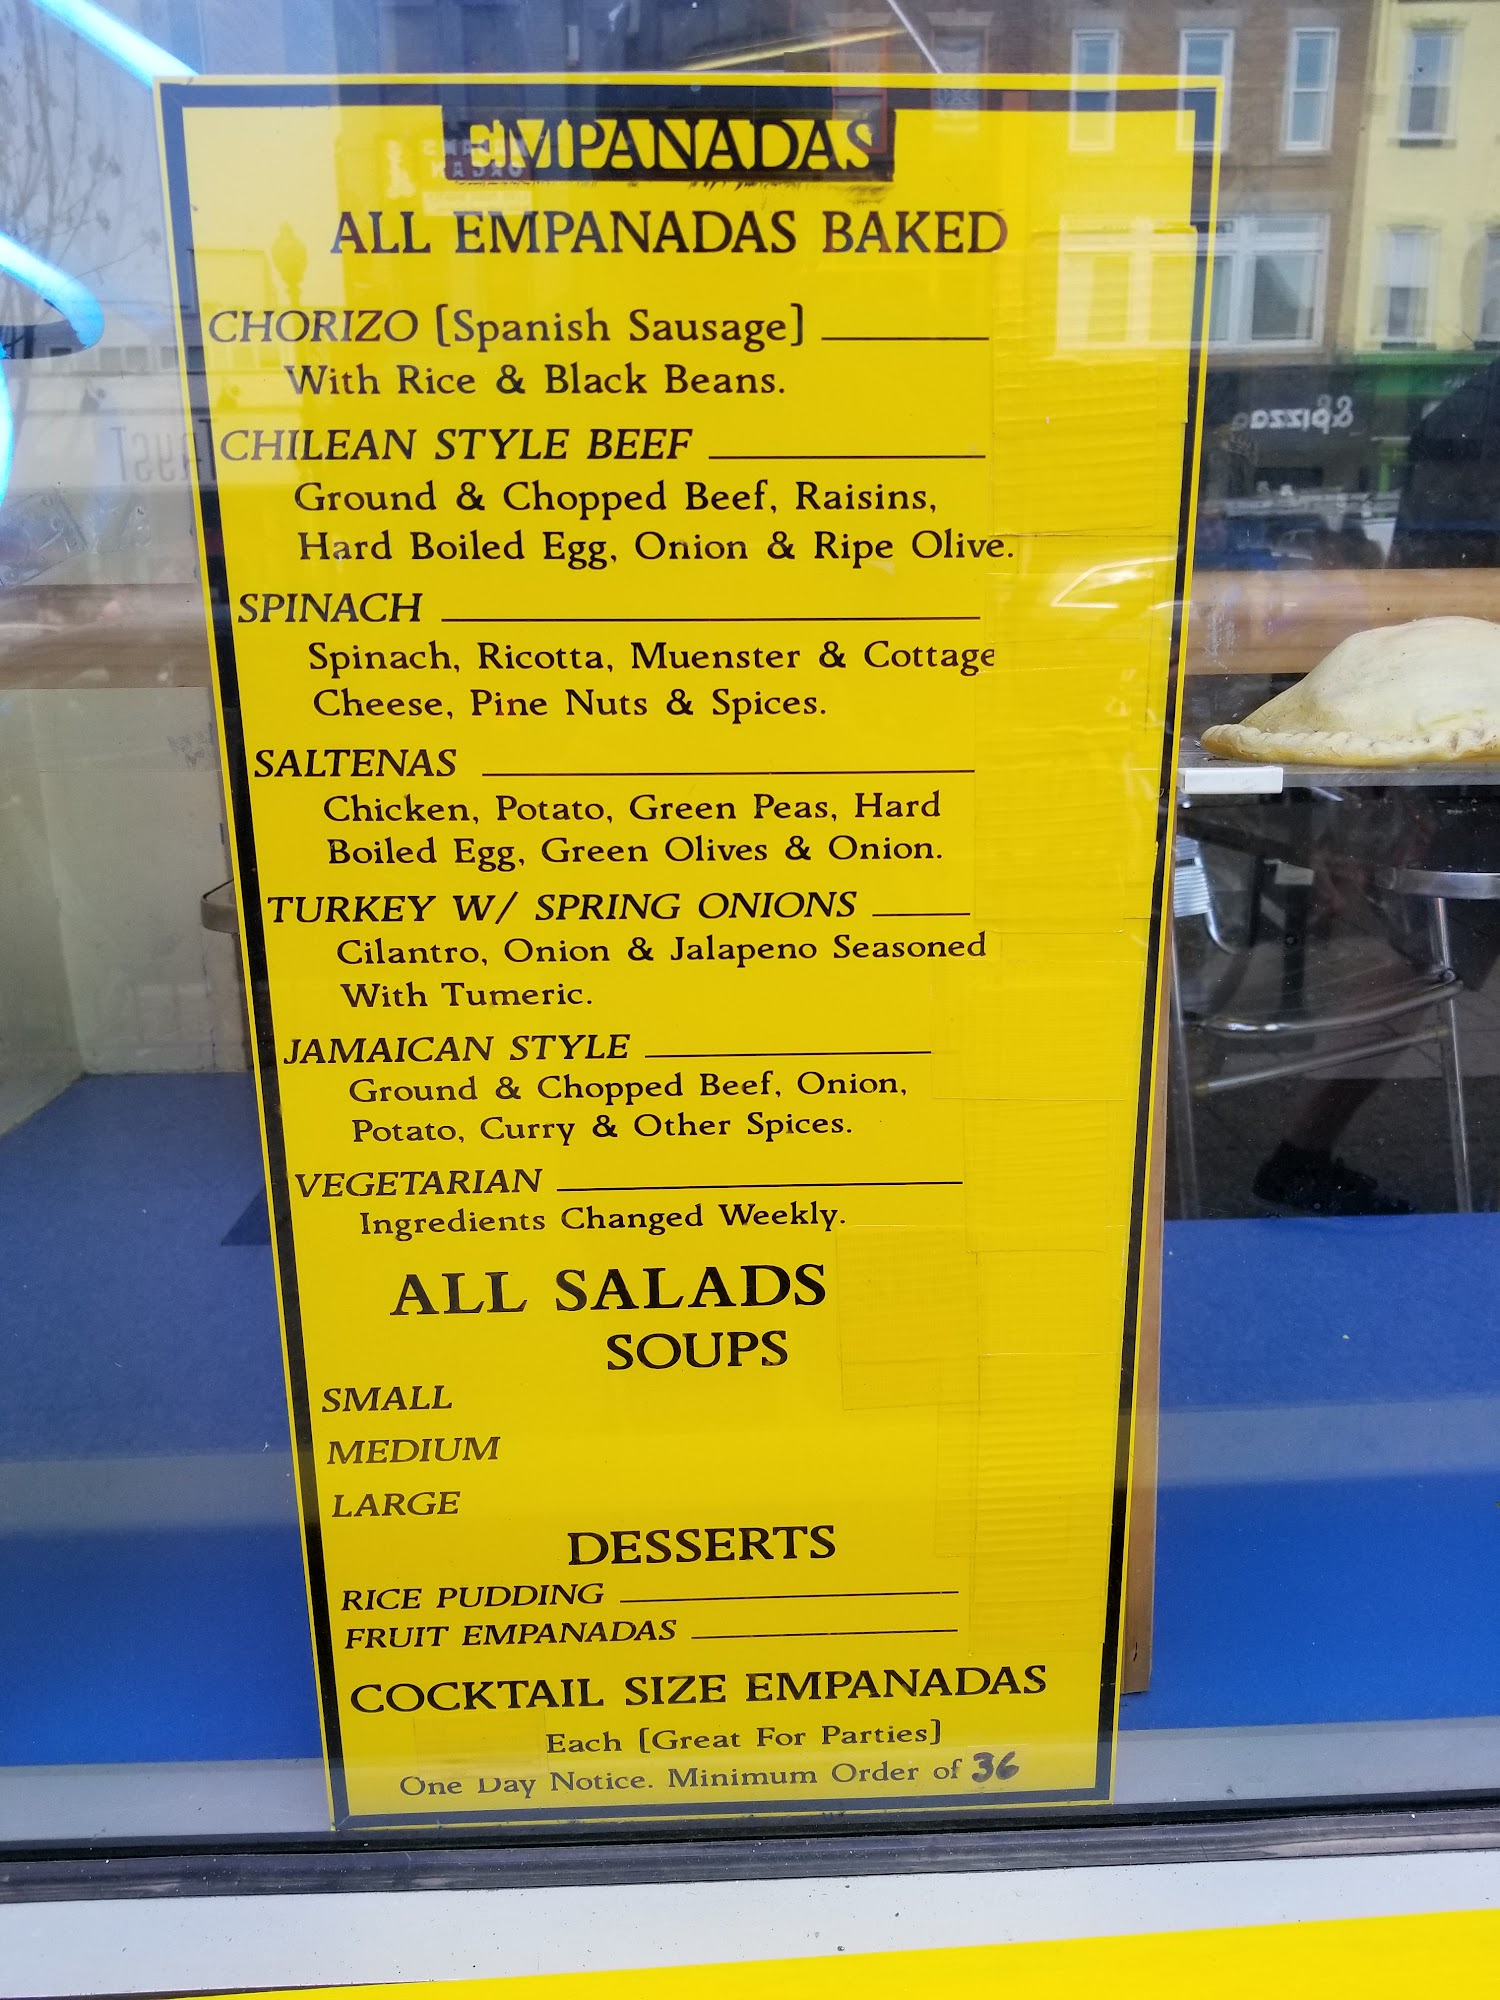 EMPANADAS
ALL EMPANADAS BAKED
CHORIZO [Spanish Sausage]
With Rice & Black Beans.
CHILEAN STYLE BEEF
Ground & Chopped Beef, Raisins,
Hard Boiled Egg, Onion & Ripe Olive.
SPINACH
Spinach, Ricotta, Muenster & Cottage
Cheese, Pine Nuts & Spices.
SALTENAS
Chicken, Potato, Green Peas, Hard
Boiled Egg, Green Olives & Onion.
TURKEY W/ SPRING ONIONS
Cilantro, Onion & Jalapeno Seasoned
With Tumeric.
JAMAICAN STYLE
Ground & Chopped Beef, Onion,
Potato, Curry & Other Spices.
VEGETARIAN
Ingredients Changed Weekly.
ALL SALADS
SOUPS
SMALL
MEDIUM
LARGE
DESSERTS
RICE PUDDING
FRUIT EMPANADAS
COCKTAIL SIZE EMPANADAS
Each [Great For Parties]
One Day Notice. Minimum Order of 36
&pizza
TRYST